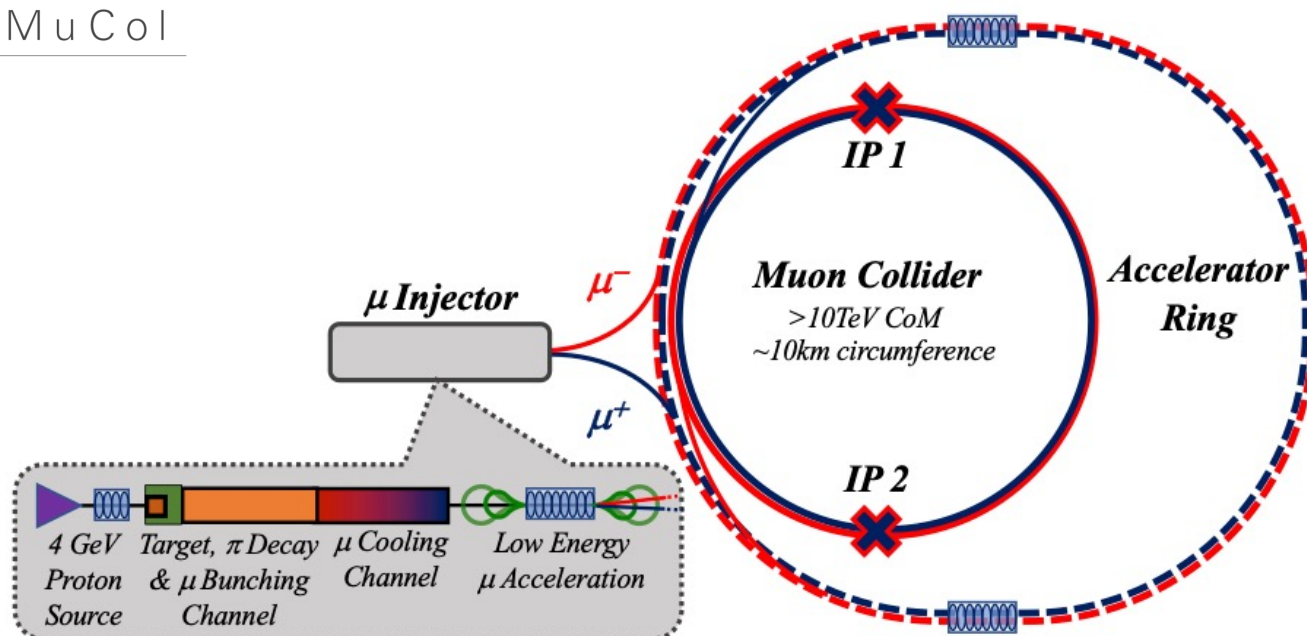 MuCol
IP 1
Muon Collider
>10TeV CoM
~10km circumference
Accelerator
Ring
μ Injector
μ−
μ+
IP 2
4 GeV
Proton
Source
Target, π Decay
& μ Bunching
Channel
μ Cooling
Channel
Low Energy
μ Acceleration